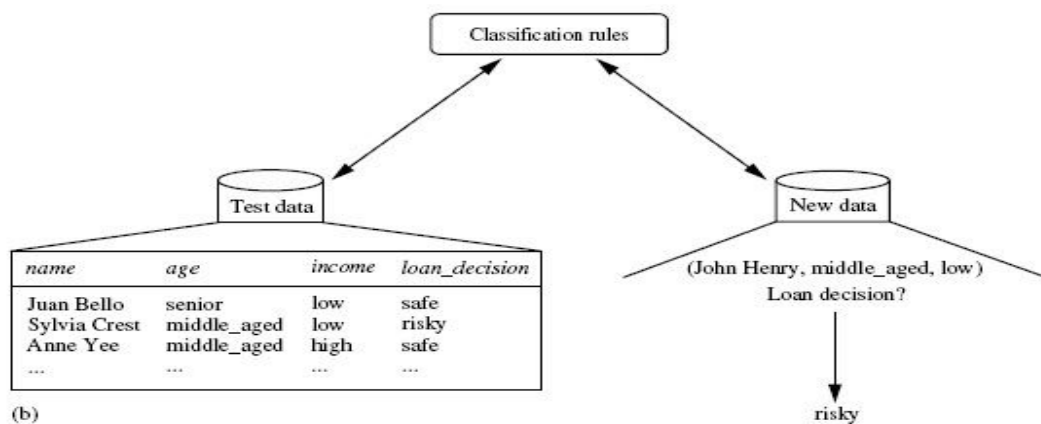 Classification rules
Test data
name age income loan_decision
Juan Bello senior low safe
Sylvia Crest middle_aged low risky
Anne Yee middle_aged high safe
... ... ... ...
New data
(John Henry, middle_aged, low)
Loan decision?
risky
(b)